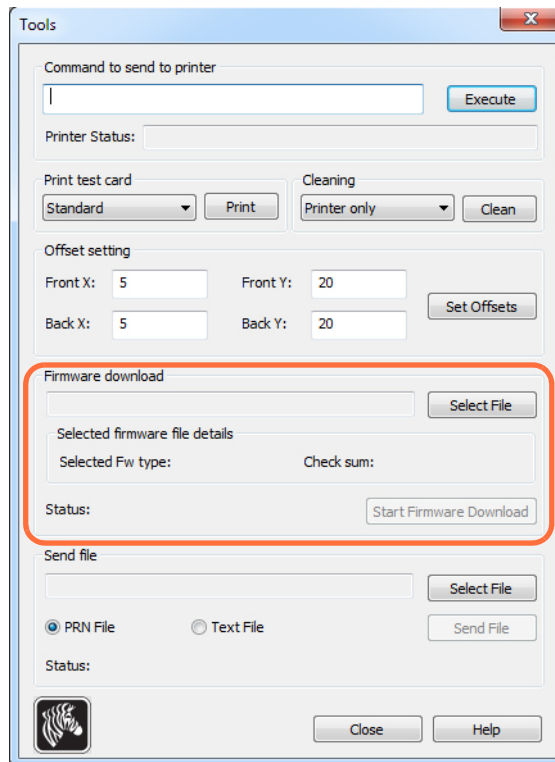 Tools
Command to send to printer
Execute
Printer Status:
Print test card
Cleaning
Standard
Print
Printer only
Clean
Offset setting
Front X: 5 Front Y: 20
Set Offsets
Back X: 5 Back Y: 20
Firmware download
Select File
Selected firmware file details
Selected Fw type: Check sum:
Status:
Start Firmware Download
Send file
Select File
PRN File Text File
Send File
Status:
Close Help